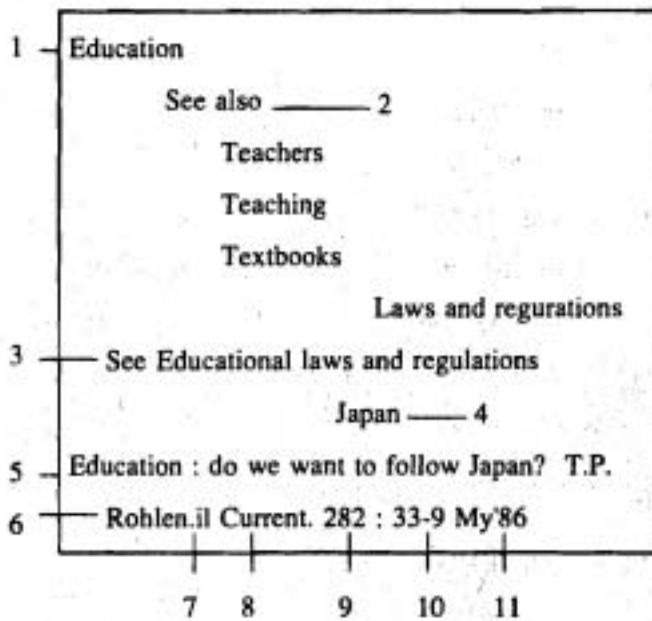 1 Education
See also 2
Teachers
Teaching
Textbooks
Laws and regurations
3 See Educational laws and regulations
Japan 4
5 Education : do we want to follow Japan? T.P.
6 Rohlen.il Current. 282 : 33-9 My'86
7 8 9 10 11